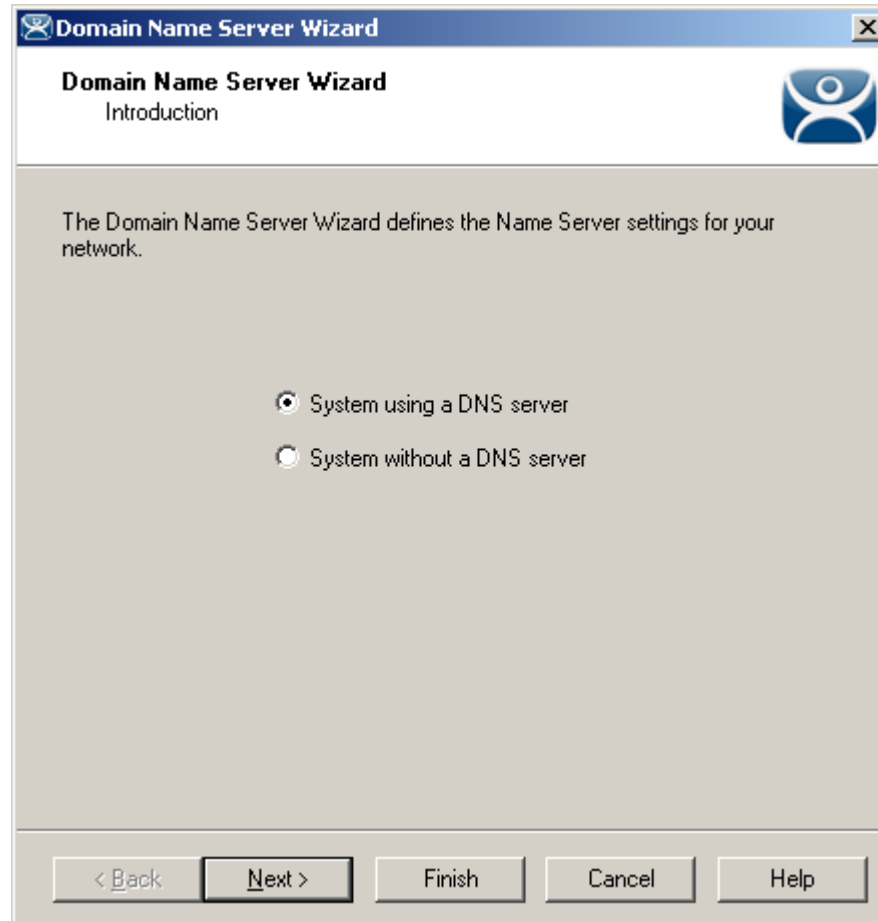 Domain Name Server Wizard
Domain Name Server Wizard
Introduction
The Domain Name Server Wizard defines the Name Server settings for your
network.
System using a DNS server
System without a DNS server
< Back
Next >
Finish
Cancel
Help